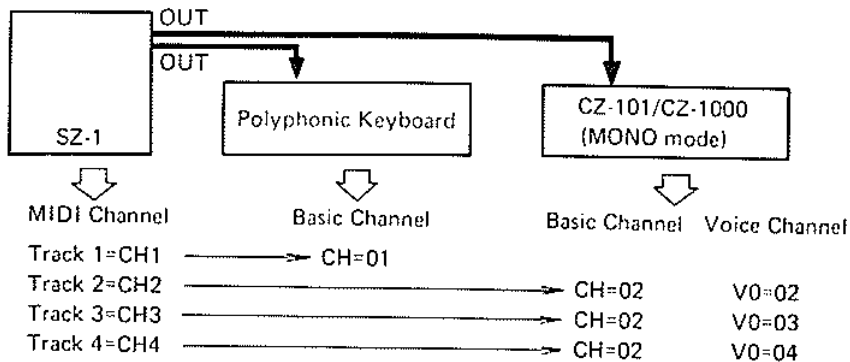 OUT
OUT
SZ-1
Polyphonic Keyboard
CZ-101/CZ-1000
(MONO mode)
MIDI Channel
Basic Channel
Basic Channel Voice Channel
Track 1=CH1 CH=01
Track 2=CH2 CH=02 V0=02
Track 3=CH3 CH=02 V0=03
Track 4=CH4 CH=02 V0=04